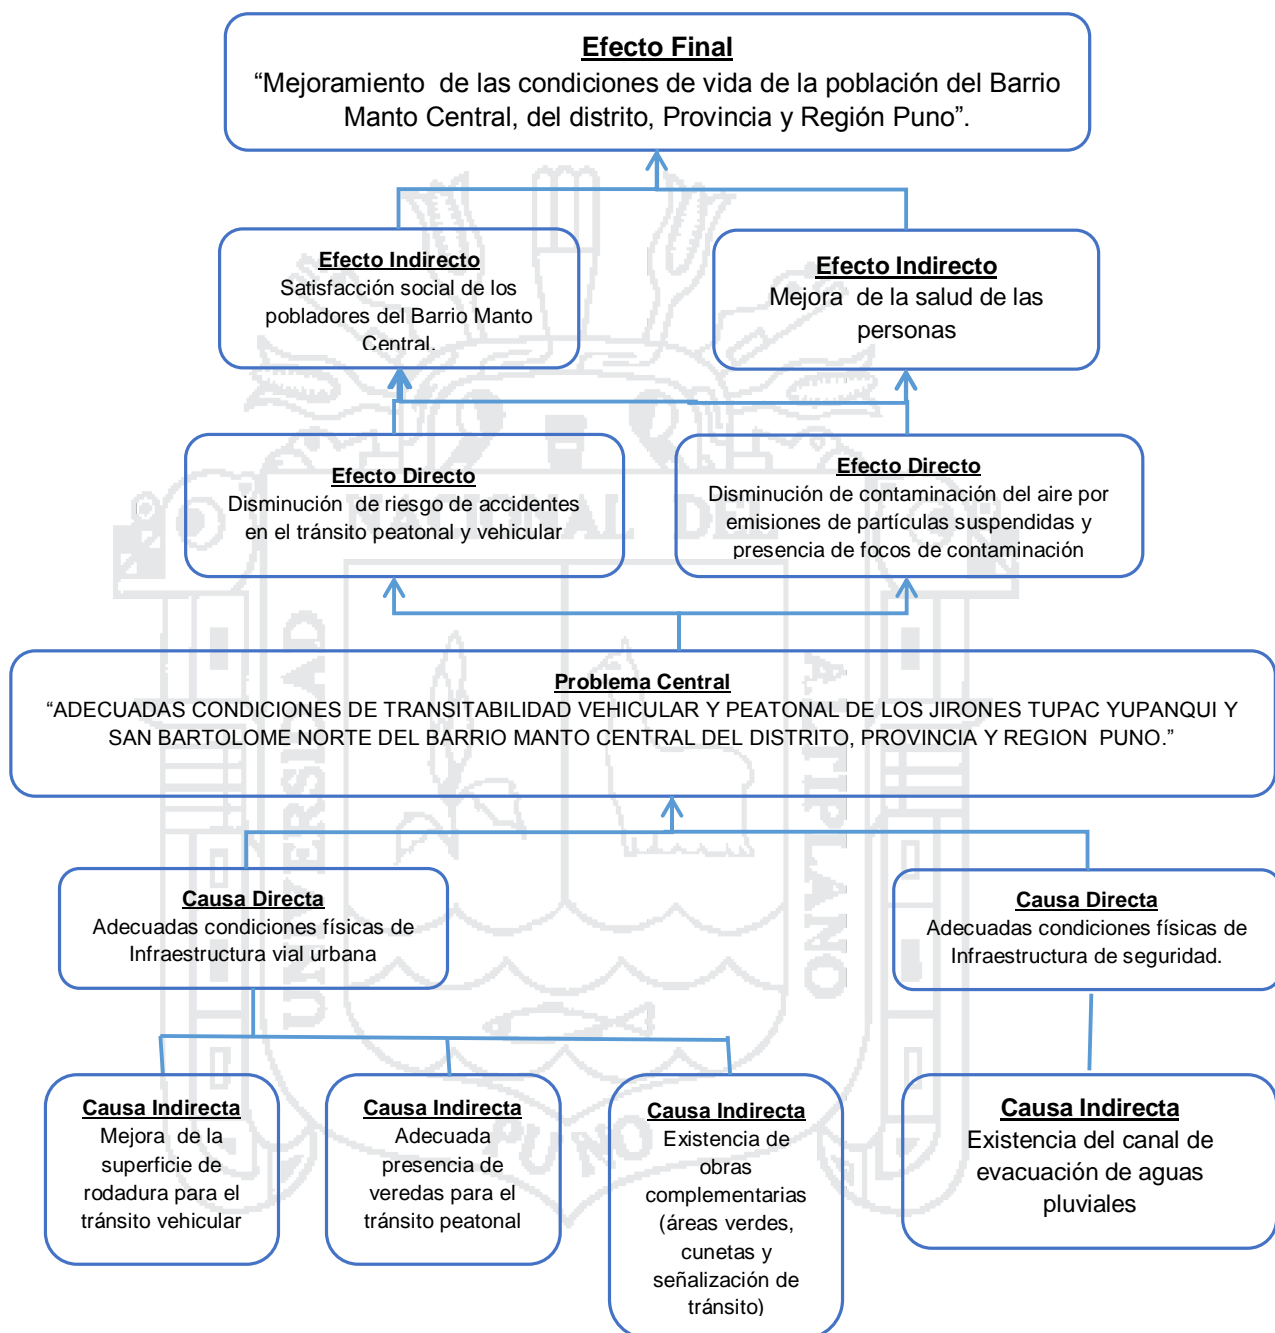 Efecto Final
“Mejoramiento de las condiciones de vida de la población del Barrio
Manto Central, del distrito, Provincia y Región Puno”.
Efecto Indirecto
Satisfacción social de los
pobladores del Barrio Manto
Central.
Efecto Indirecto
Mejora de la salud de las
personas
Efecto Directo
Disminución de riesgo de accidentes
en el tránsito peatonal y vehicular
Efecto Directo
Disminución de contaminación del aire por
emisiones de partículas suspendidas y
presencia de focos de contaminación
Problema Central
“ADECUADAS CONDICIONES DE TRANSITABILIDAD VEHICULAR Y PEATONAL DE LOS JIRONES TUPAC YUPANQUI Y
SAN BARTOLOME NORTE DEL BARRIO MANTO CENTRAL DEL DISTRITO, PROVINCIA Y REGION PUNO.”
Causa Directa
Adecuadas condiciones físicas de
Infraestructura vial urbana
Causa Directa
Adecuadas condiciones físicas de
Infraestructura de seguridad.
Causa Indirecta
Mejora de la
superficie de
rodadura para el
tránsito vehicular
Causa Indirecta
Adecuada
presencia de
veredas para el
tránsito peatonal
Causa Indirecta
Existencia de
obras
complementarias
(áreas verdes,
cunetas y
señalización de
tránsito)
Causa Indirecta
Existencia del canal de
evacuación de aguas
pluviales
UNIVERSIDAD
NATIONAL DEL
ALTIPLANO
PUNO